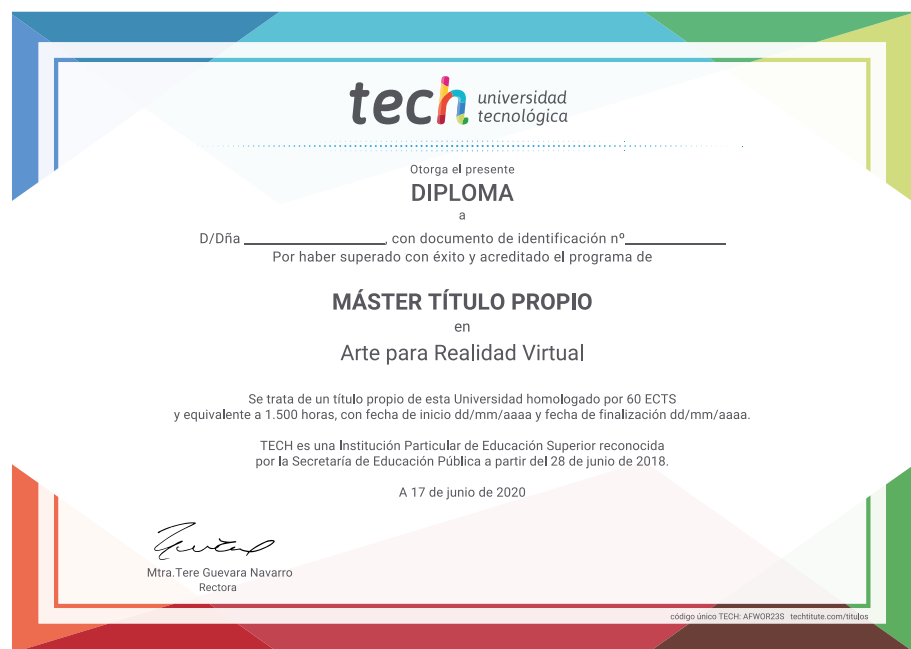 tech universidad
tecnológica
Otorga el presente
DIPLOMA
a
D/Dña ____________, con documento de identificación nº____________
Por haber superado con éxito y acreditado el programa de
MÁSTER TÍTULO PROPIO
en
Arte para Realidad Virtual
Se trata de un título propio de esta Universidad homologado por 60 ECTS
y equivalente a 1.500 horas, con fecha de inicio dd/mm/aaaa y fecha de finalización dd/mm/aaaa.
TECH es una Institución Particular de Educación Superior reconocida
por la Secretaría de Educación Pública a partir del 28 de junio de 2018.
A 17 de junio de 2020
Mtra.Tere Guevara Navarro
Rectora
código único TECH: AFWOR23S techtitute.com/titulos